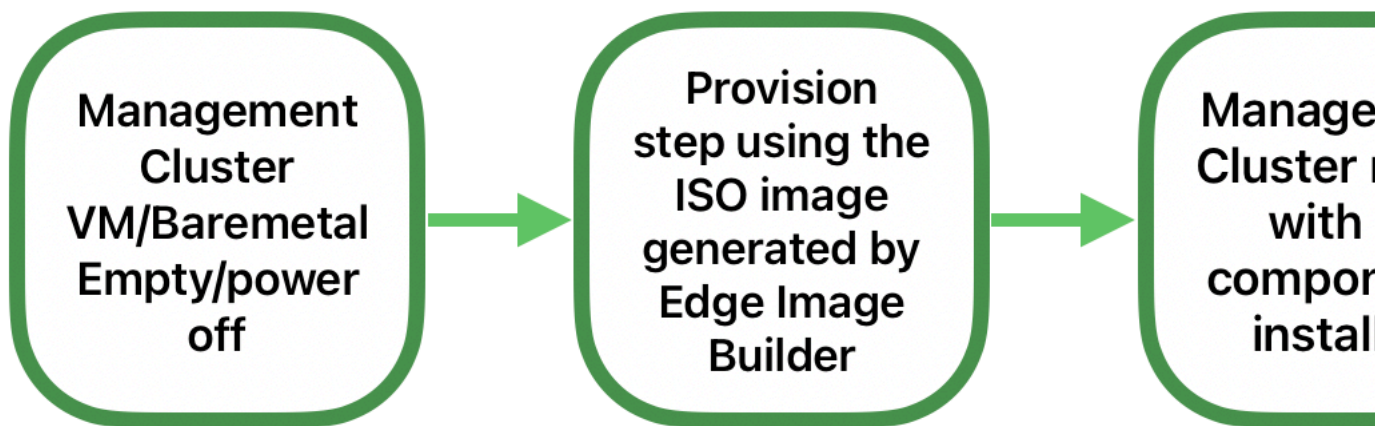 Management
Cluster
VM/Baremetal
Empty/power
off
Provision
step using the
ISO image
generated by
Edge Image
Builder
Cluster
with